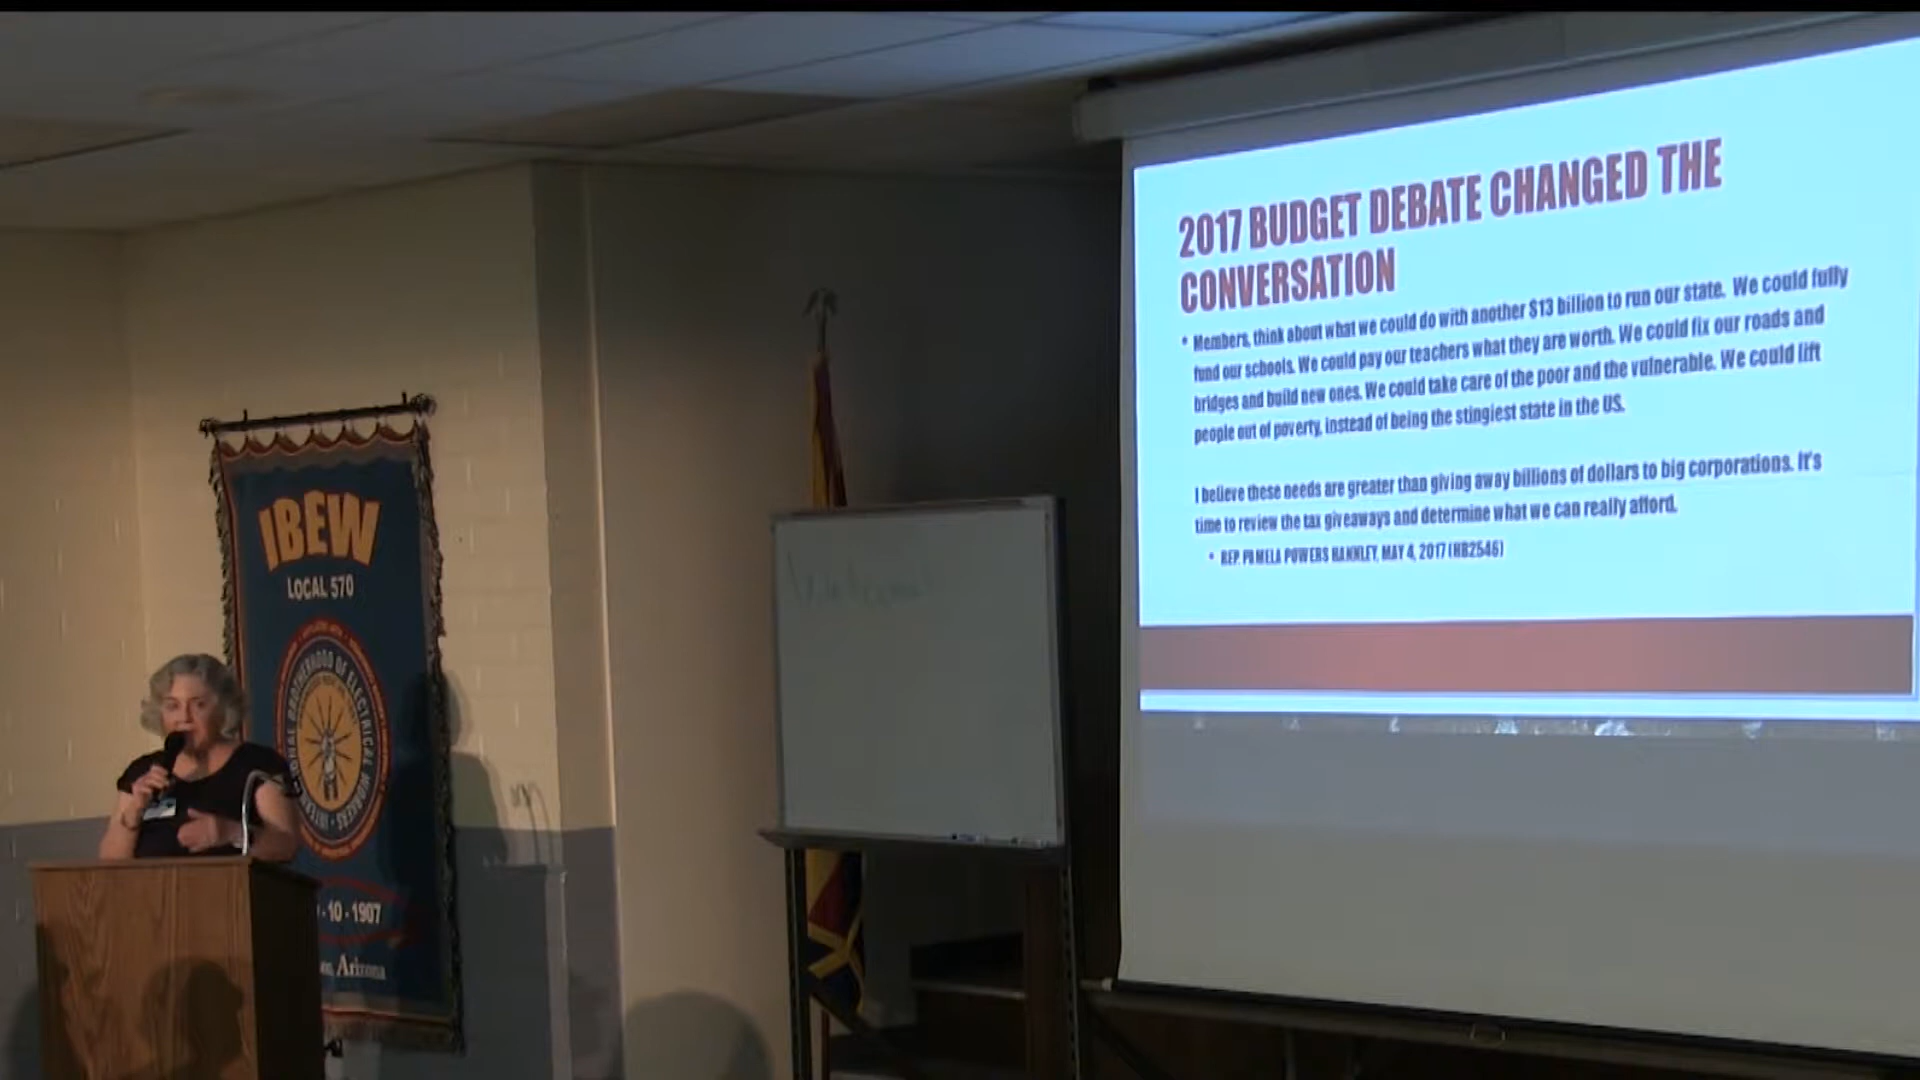 2017 BUDGET DEBATE CHANGED THE
CONVERSATION
• Members, think about what we could do with another $13 billion to run our state. We could fully
fund our schools. We could pay our teachers what they are worth. We could fix our roads and
bridges and build new ones. We could take care of the poor and the vulnerable. We could lift
people out of poverty, instead of being the stingiest state in the US.
I believe these needs are greater than giving away billions of dollars to big corporations. It's
time to review the tax giveaways and determine what we can really afford.
• REP. PAMELA POWERS HANNLEY, MAY 4, 2017 (HB2546)
IBEW
LOCAL 570
BROTHERHOOD OF ELECTRICAL WORKERS
-10-1907
Arizona
Welcome